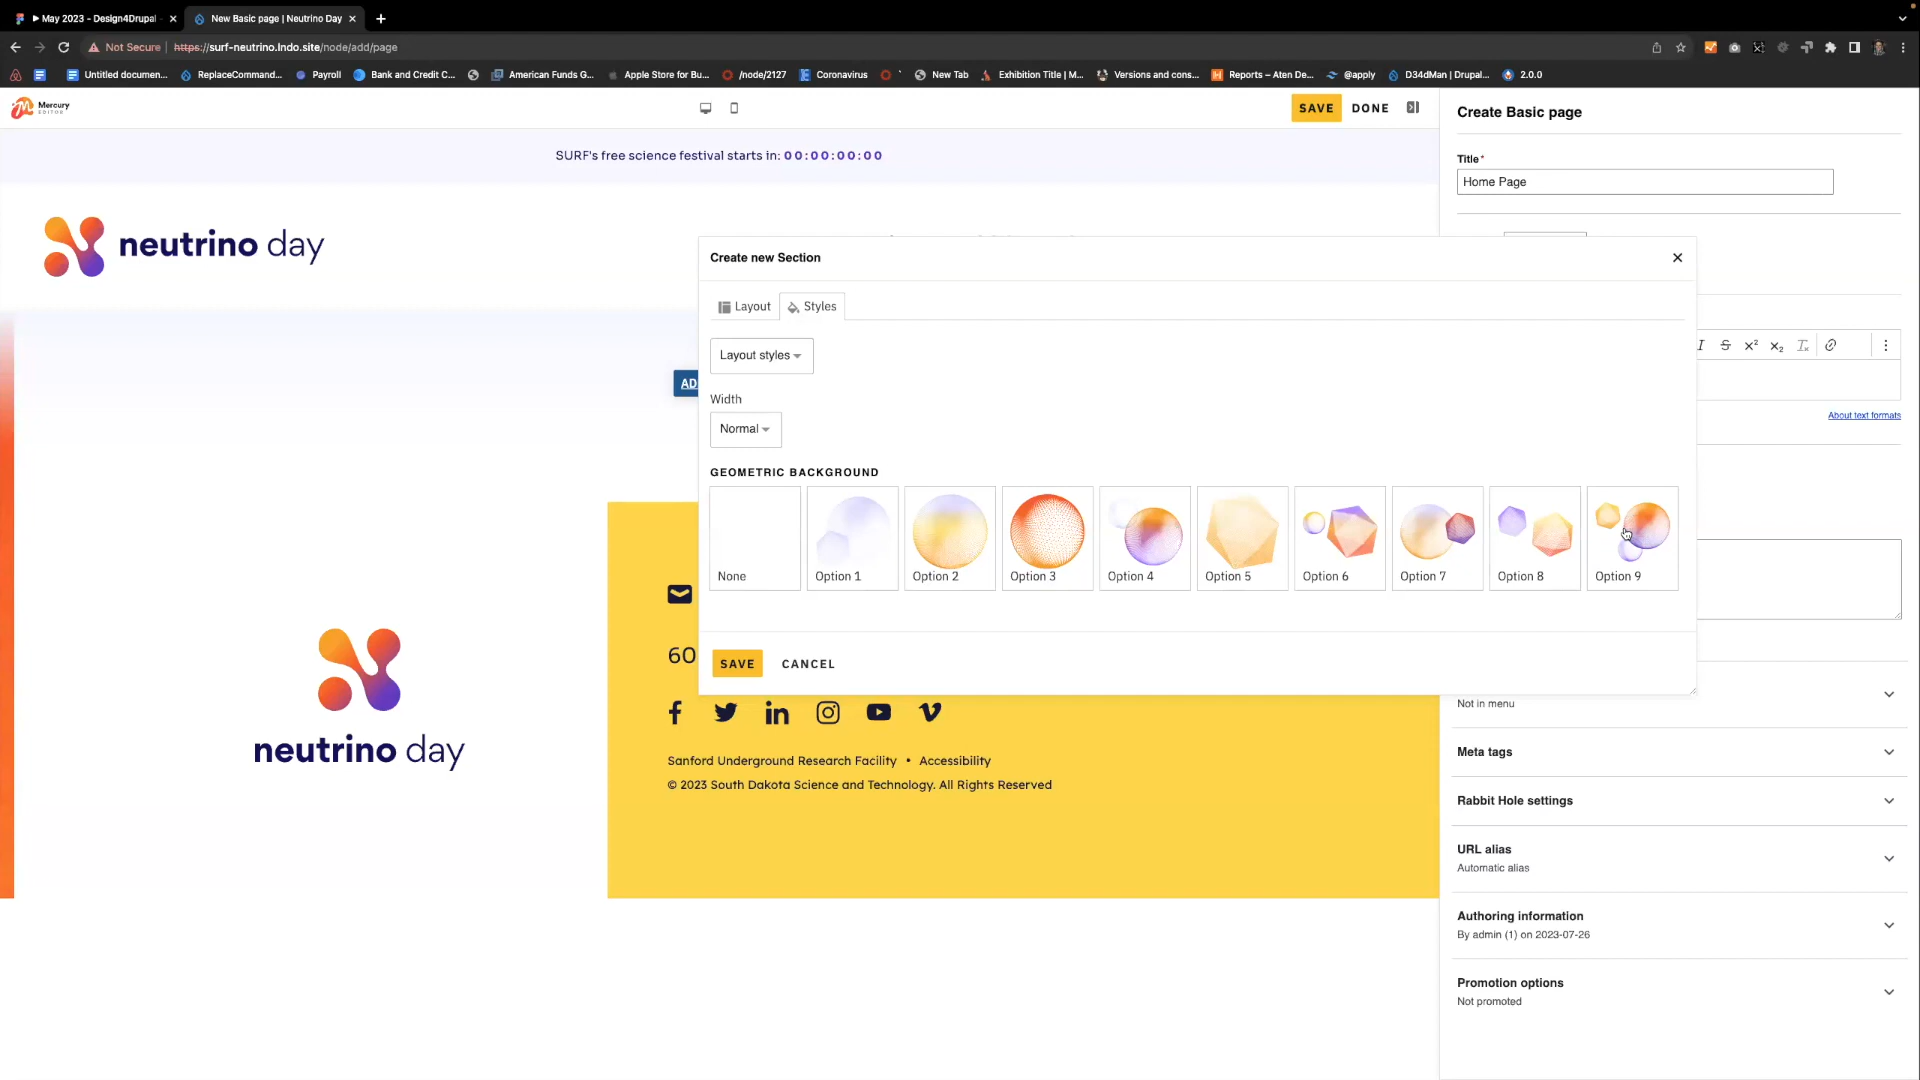 May 2023 - Design4Drupal
New Basic page | Neutrino Day
Not Secure
https://surf-neutrino.lndo.site/node/add/page
Untitled documen...
ReplaceCommand...
Payroll
Bank and Credit C...
American Funds G...
Apple Store for Bu...
/node/2127
Coronavirus
New Tab
Exhibition Title | M...
Versions and cons...
Reports – Aten De...
@apply
D34dMan | Drupal...
2.0.0
Mercury
EDITOR
SAVE
DONE
SURF's free science festival starts in: 00:00:00:00
neutrino day
Create Basic page
Title*
Home Page
Create new Section
Layout
Styles
Layout styles
Width
Normal
GEOMETRIC BACKGROUND
None
Option 1
Option 2
Option 3
Option 4
Option 5
Option 6
Option 7
Option 8
Option 9
SAVE
CANCEL
AD
About text formats
60
neutrino day
Sanford Underground Research Facility • Accessibility
© 2023 South Dakota Science and Technology. All Rights Reserved
Not in menu
Meta tags
Rabbit Hole settings
URL alias
Automatic alias
Authoring information
By admin (1) on 2023-07-26
Promotion options
Not promoted